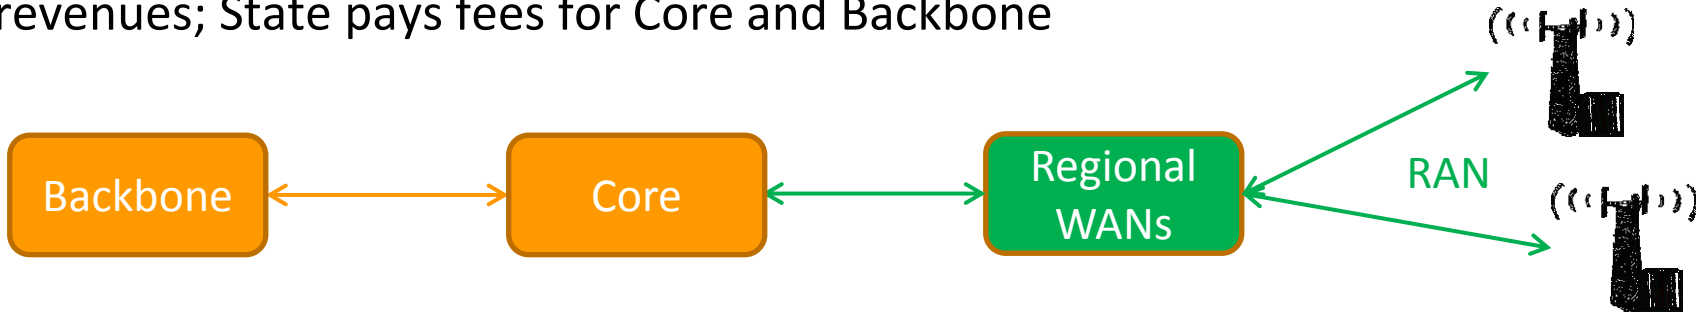 revenues; State pays fees for Core and Backbone
Backbone
Core
Regional
WANs
RAN